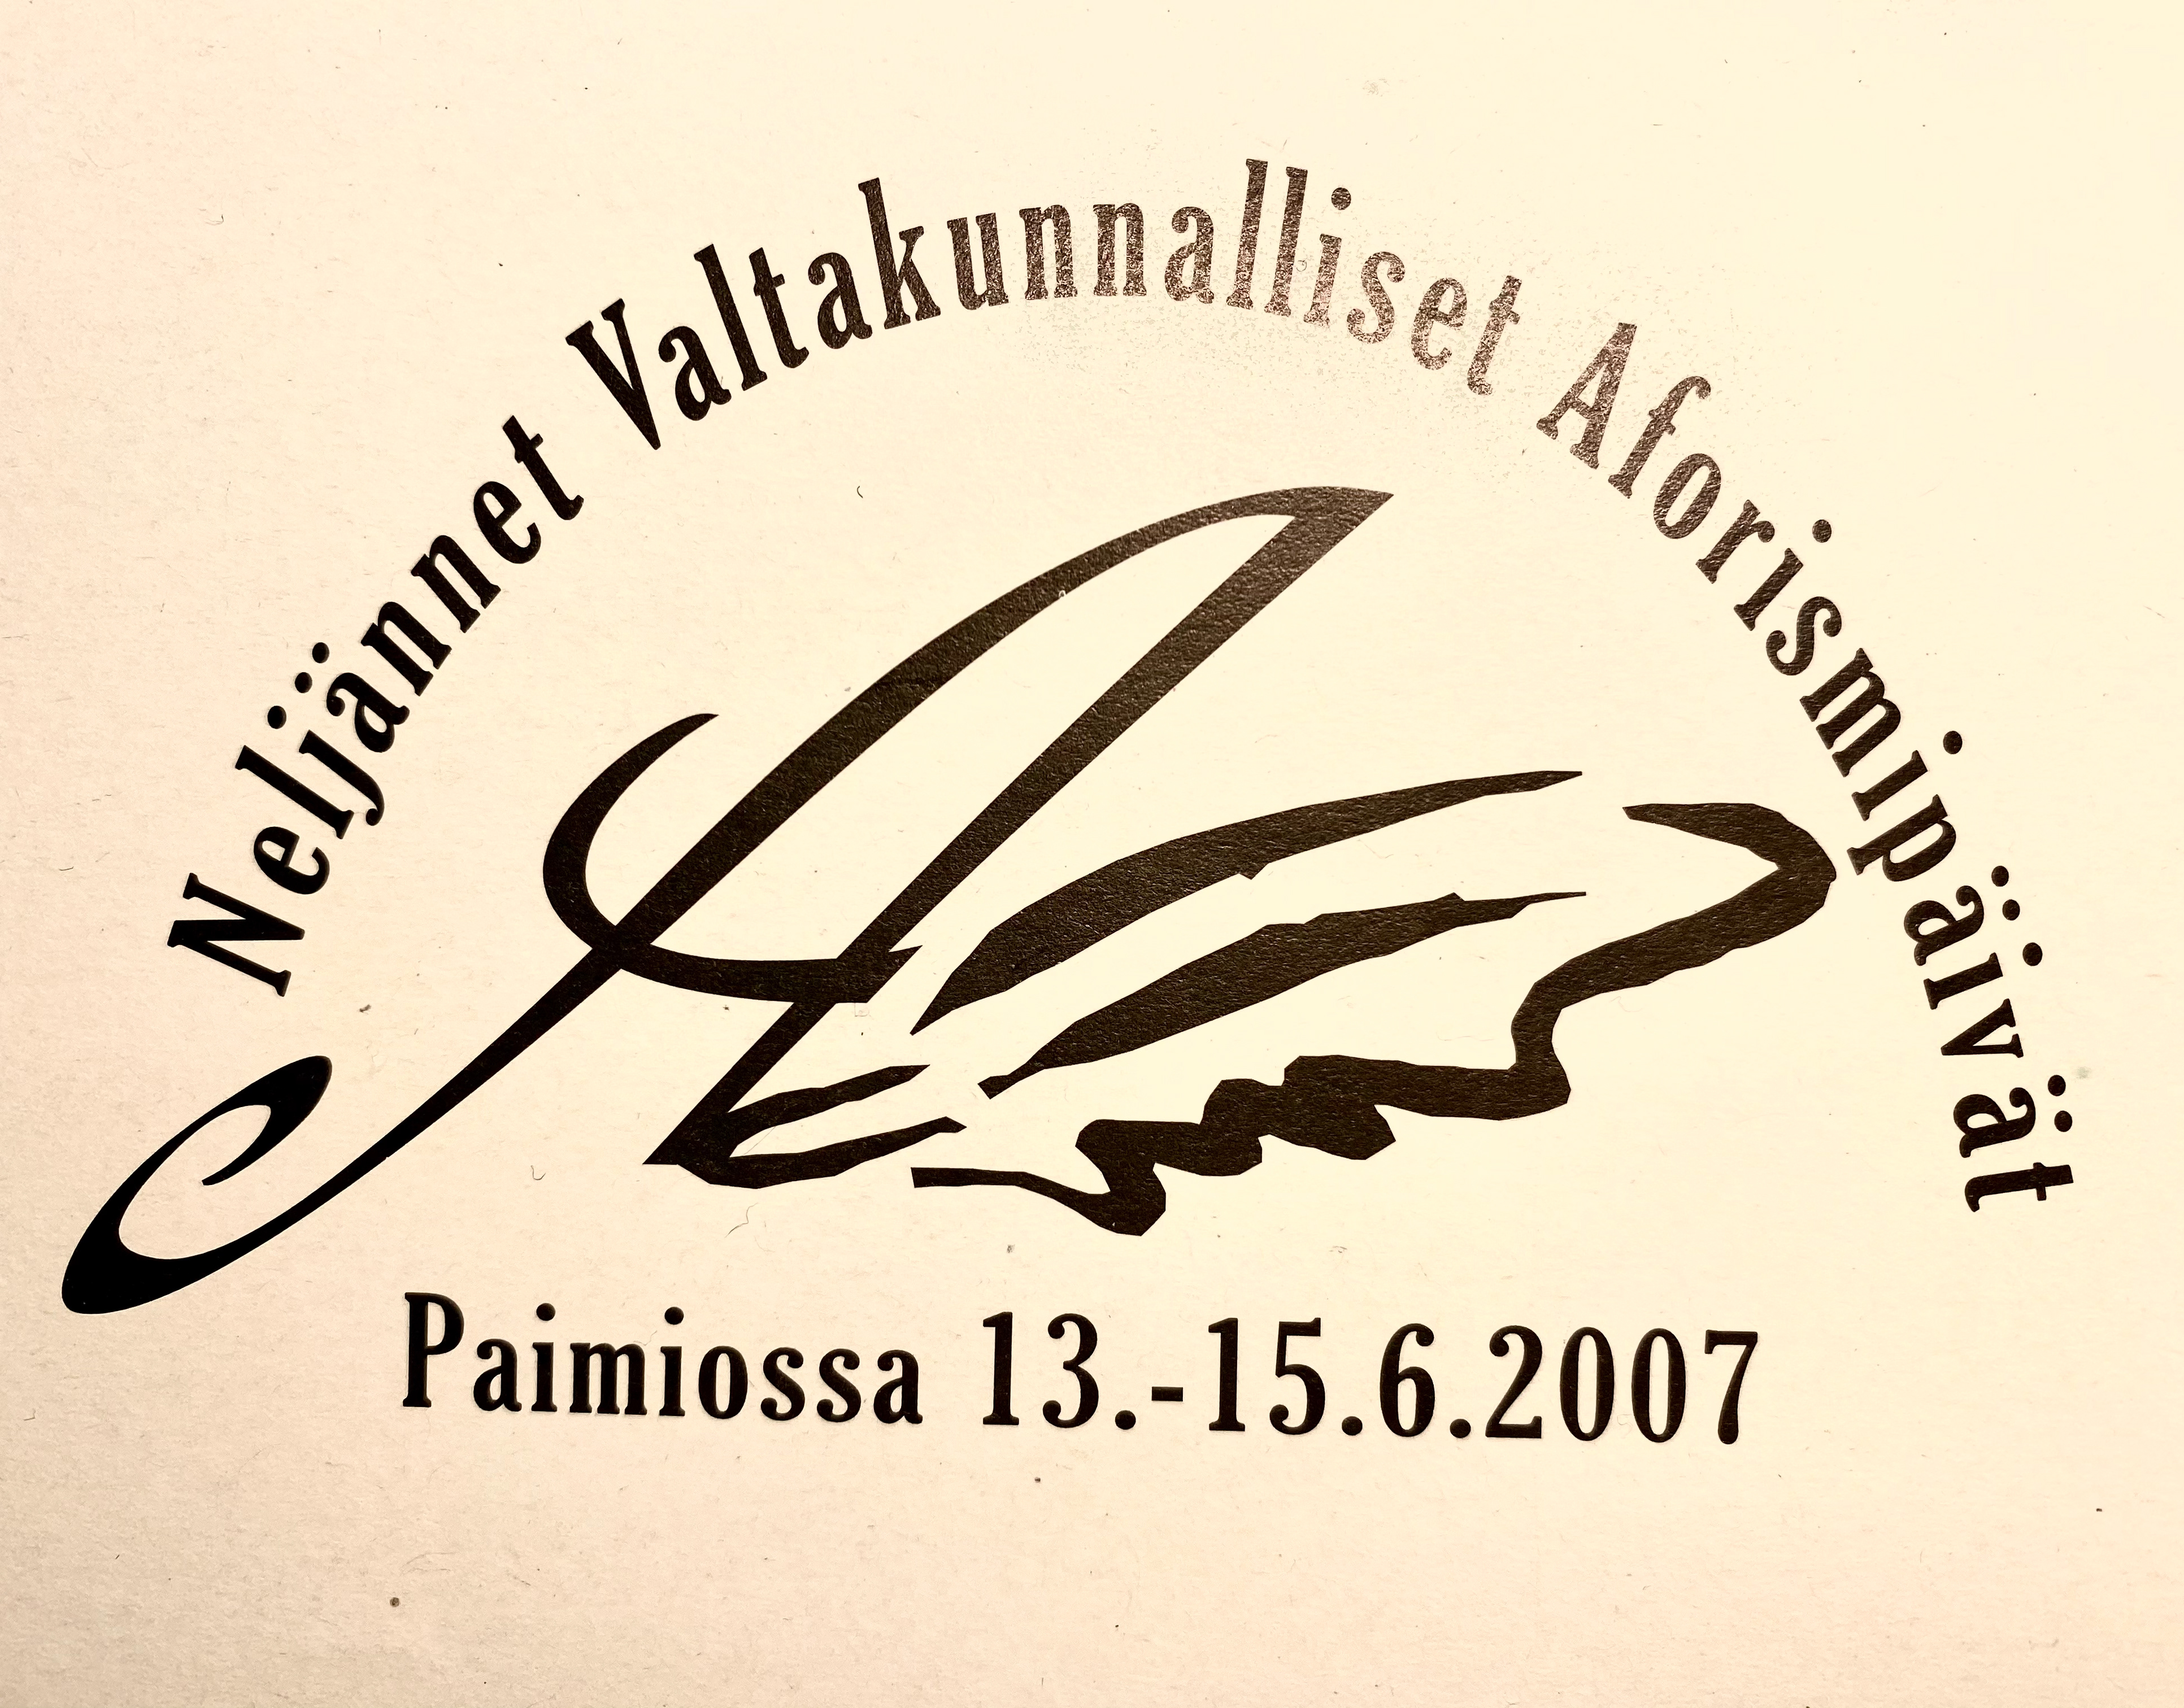 Neljännet Valtakunnalliset Aforismipäivät
A
Paimiossa 13.-15.6.2007